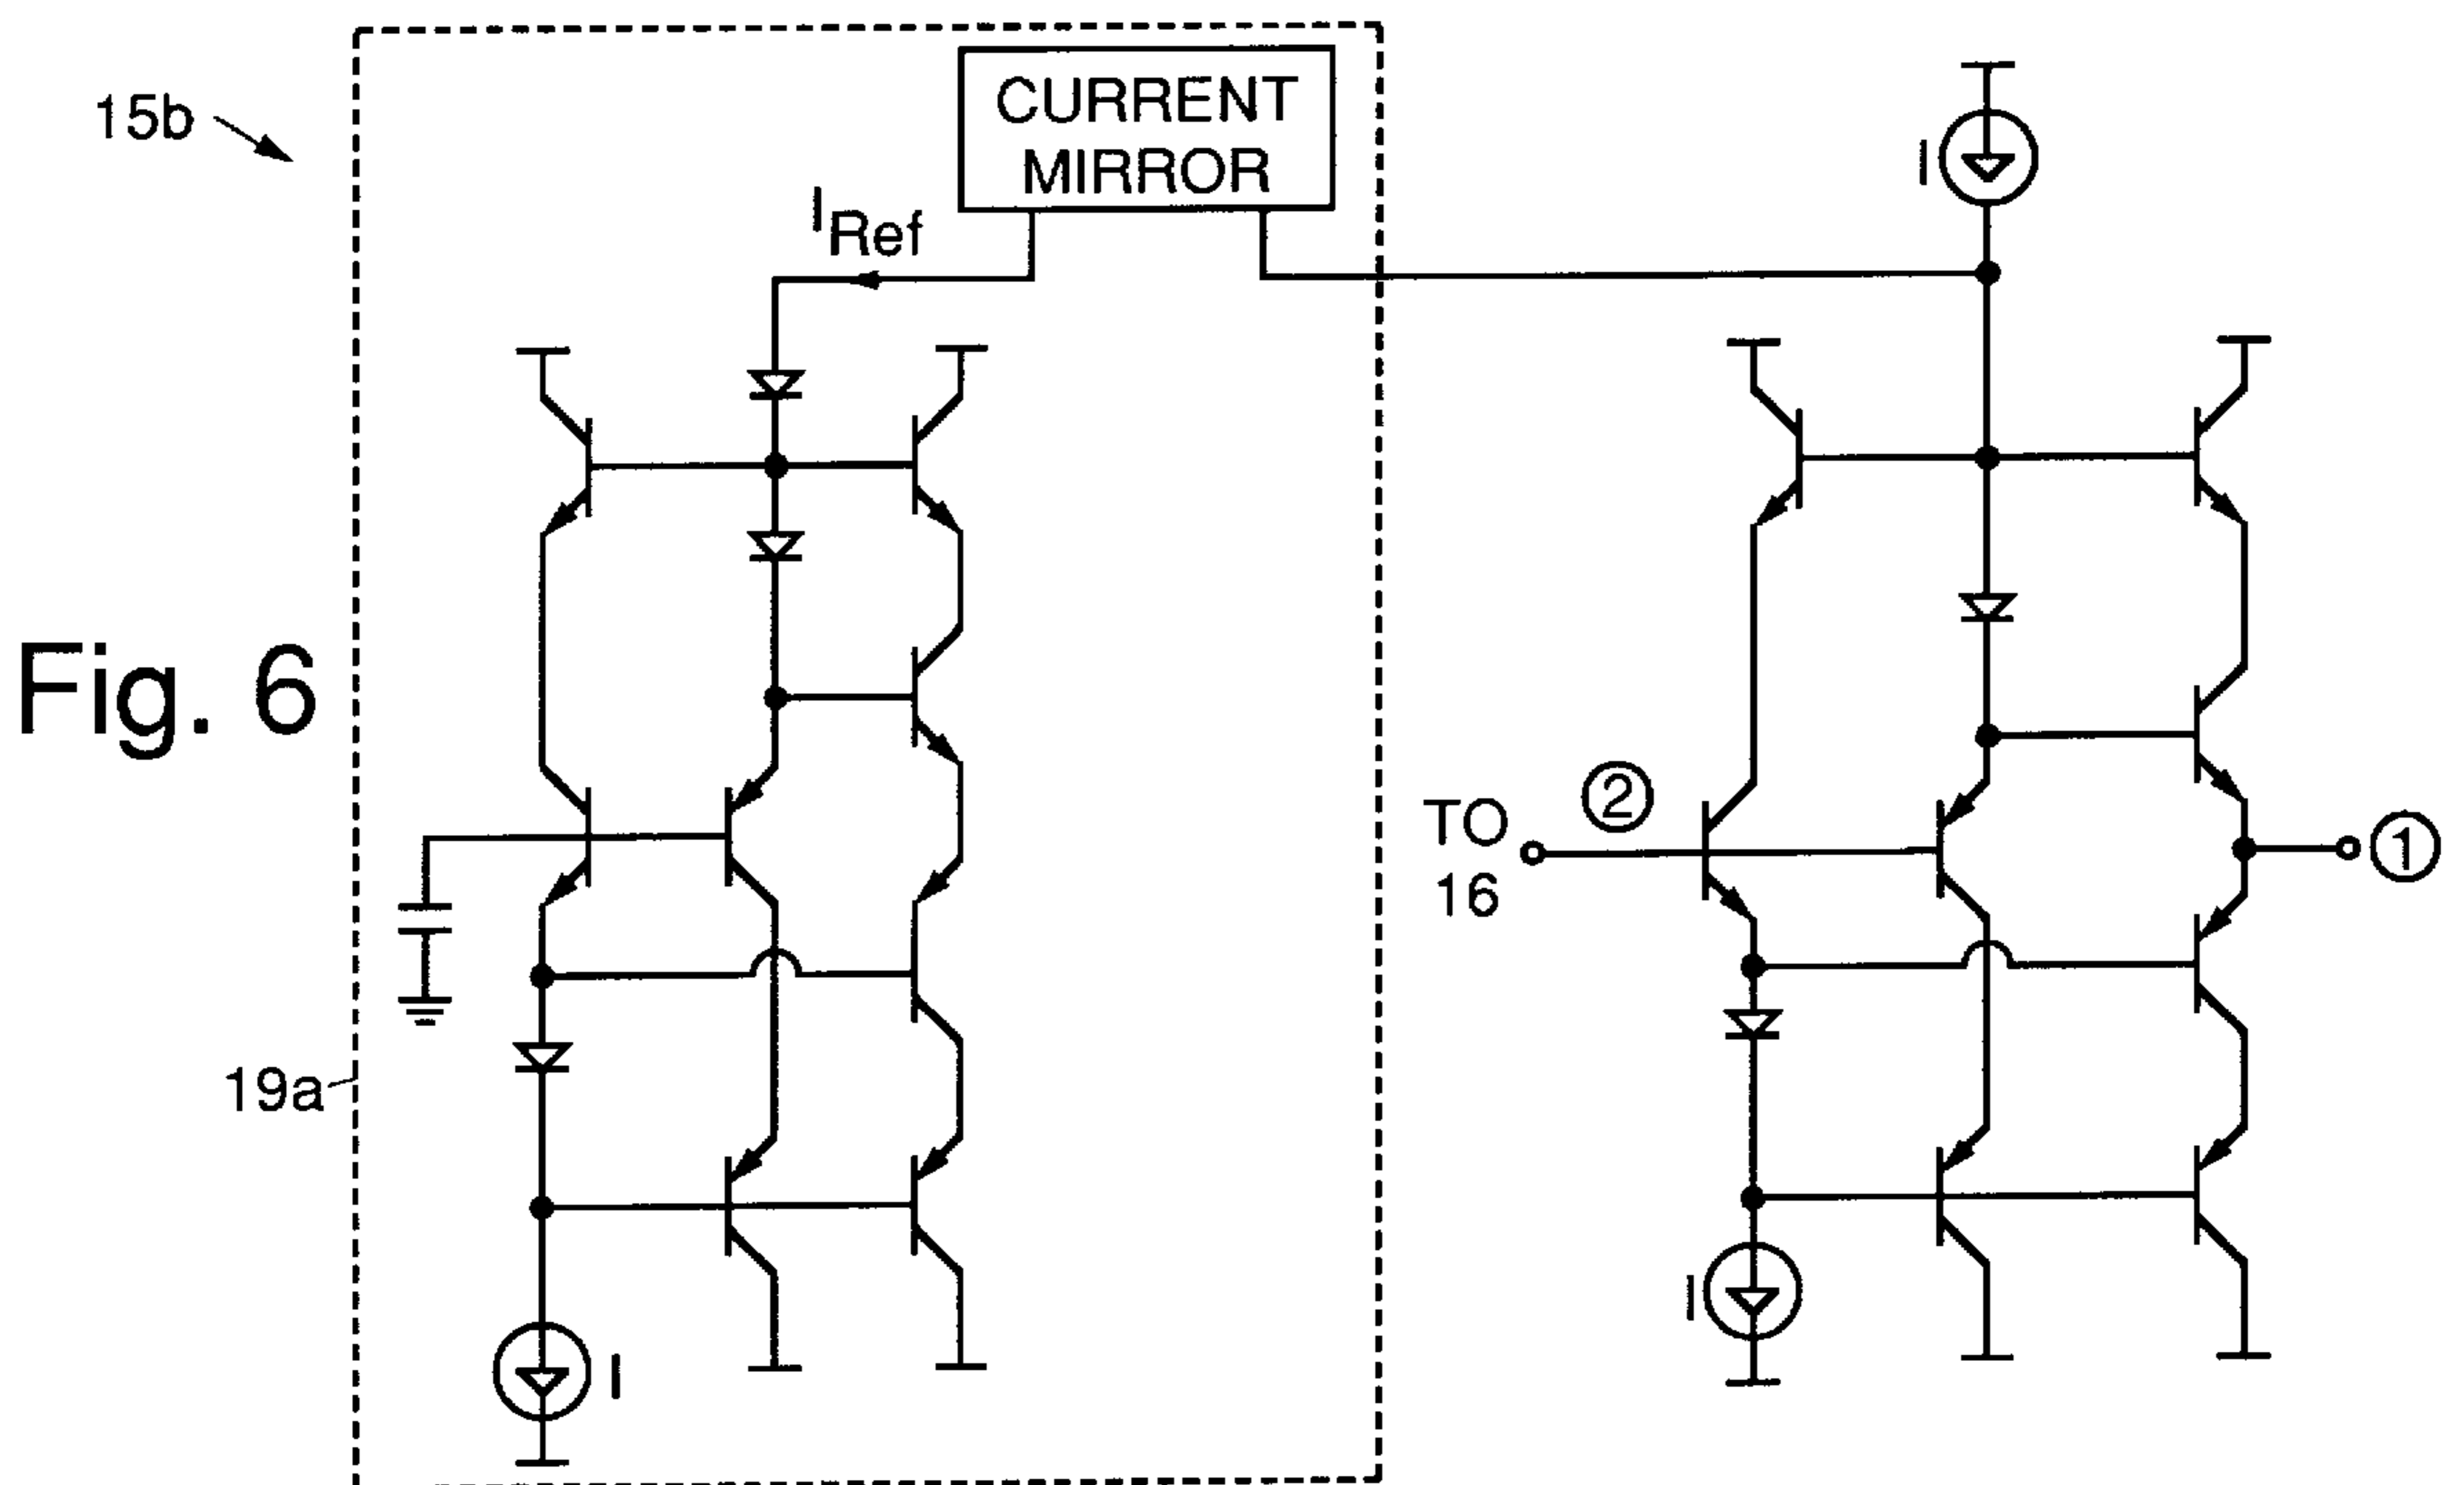 15b
CURRENT
MIRROR
I
IRef
Fig. 6
②
TO
16
①
19a
I
I